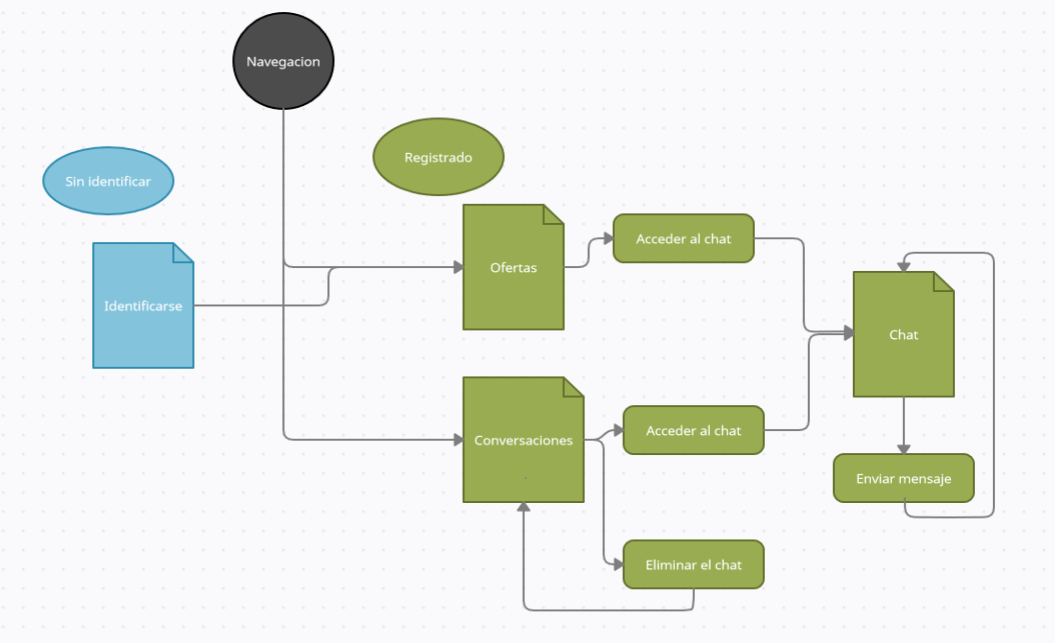 Navegacion
Sin identificar
Registrado
Identificarse
Ofertas
Acceder al chat
Chat
Conversaciones
Acceder al chat
Enviar mensaje
Eliminar el chat